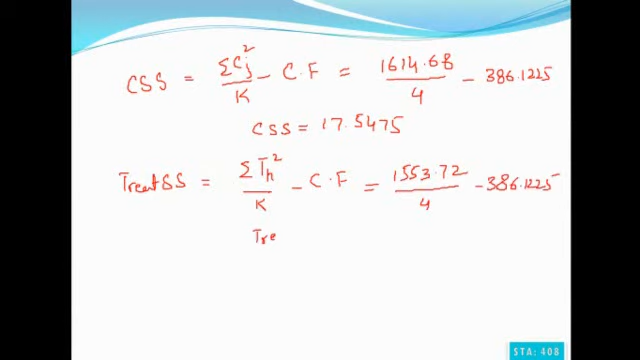 CSS = ΣCj²/K - C.F = 1614.68/4 - 386.1225
CSS = 17.5475
TreatSS = ΣTh²/K - C.F = 1553.72/4 - 386.1225
Tre
STA: 408